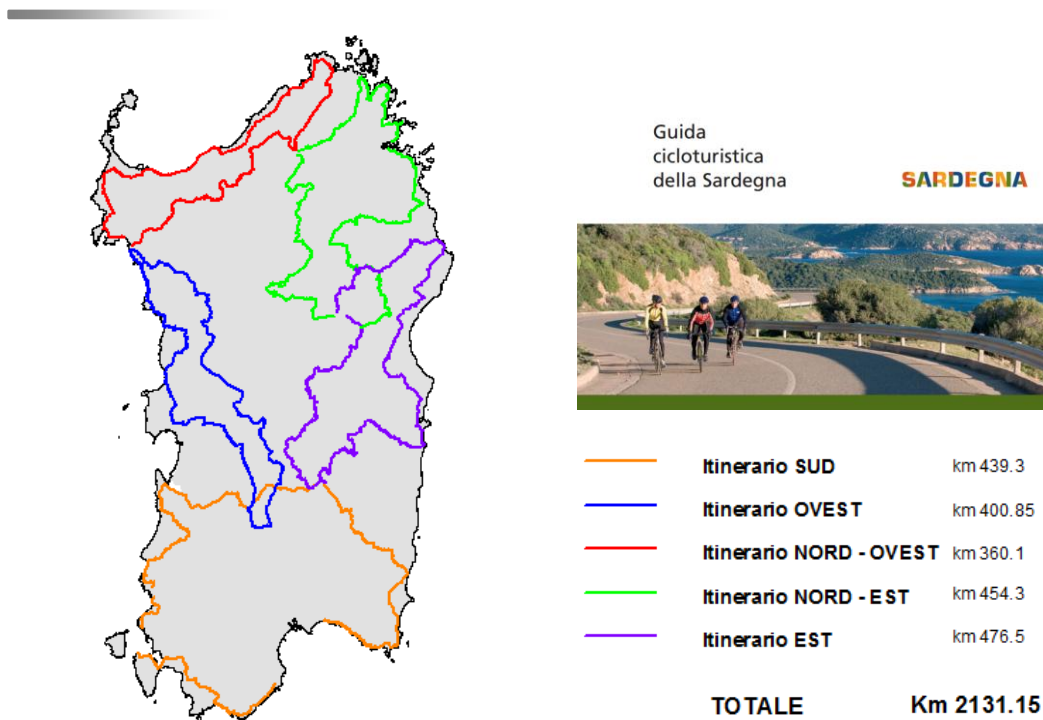 Guida
cicloturistica
della Sardegna
SARDEGNA
Itinerario SUD km 439.3
Itinerario OVEST km 400.85
Itinerario NORD - OVEST km 360.1
Itinerario NORD - EST km 454.3
Itinerario EST km 476.5
TOTALE Km 2131.15